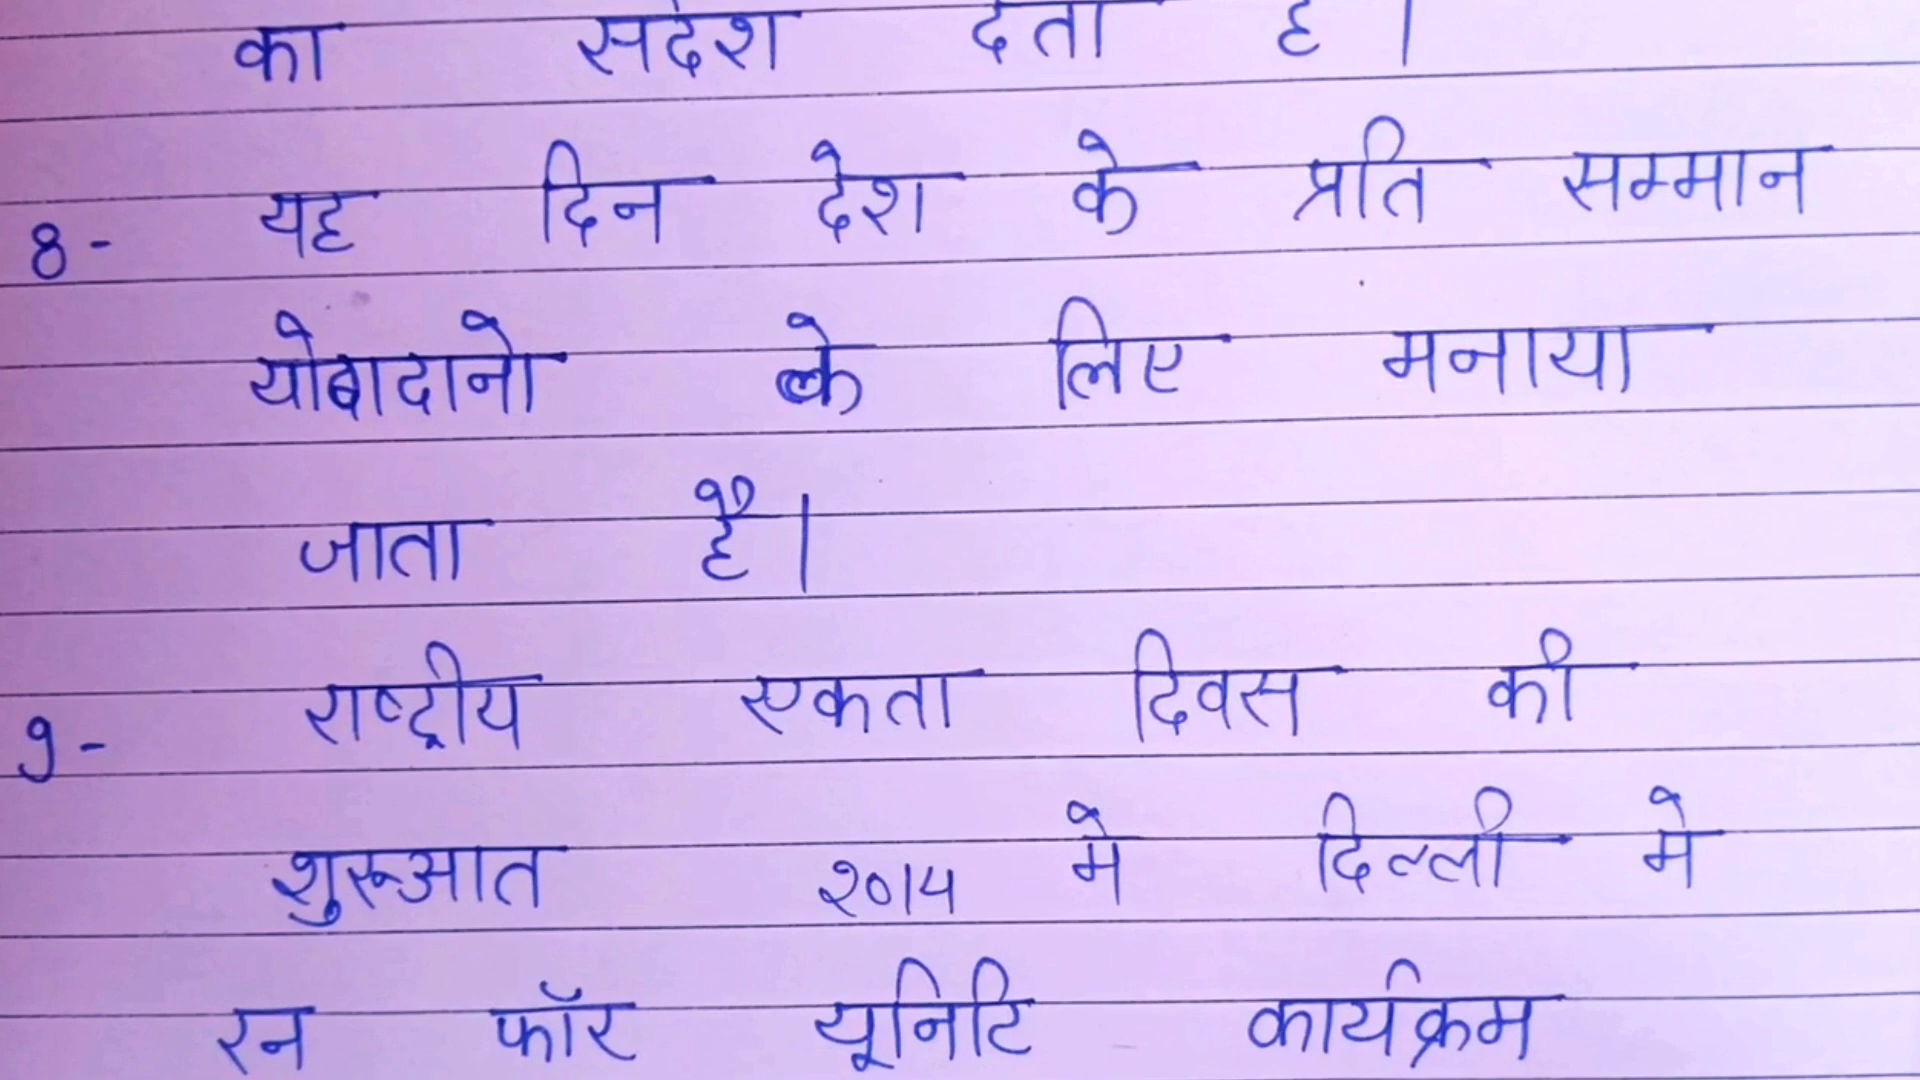 का संदेश देता है।
8- यह दिन देश के प्रति सम्मान
योगदानो के लिए मनाया
जाता है।
9- राष्ट्रीय एकता दिवस की
शुरूआत 2014 मे दिल्ली मे
रन फॉर यूनिटि कार्यक्रम